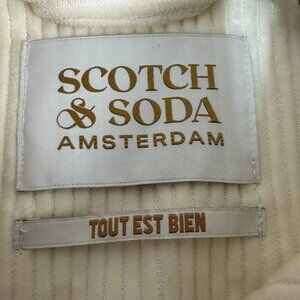 SCOTCH
& SODA
AMSTERDAM
TOUT EST BIEN